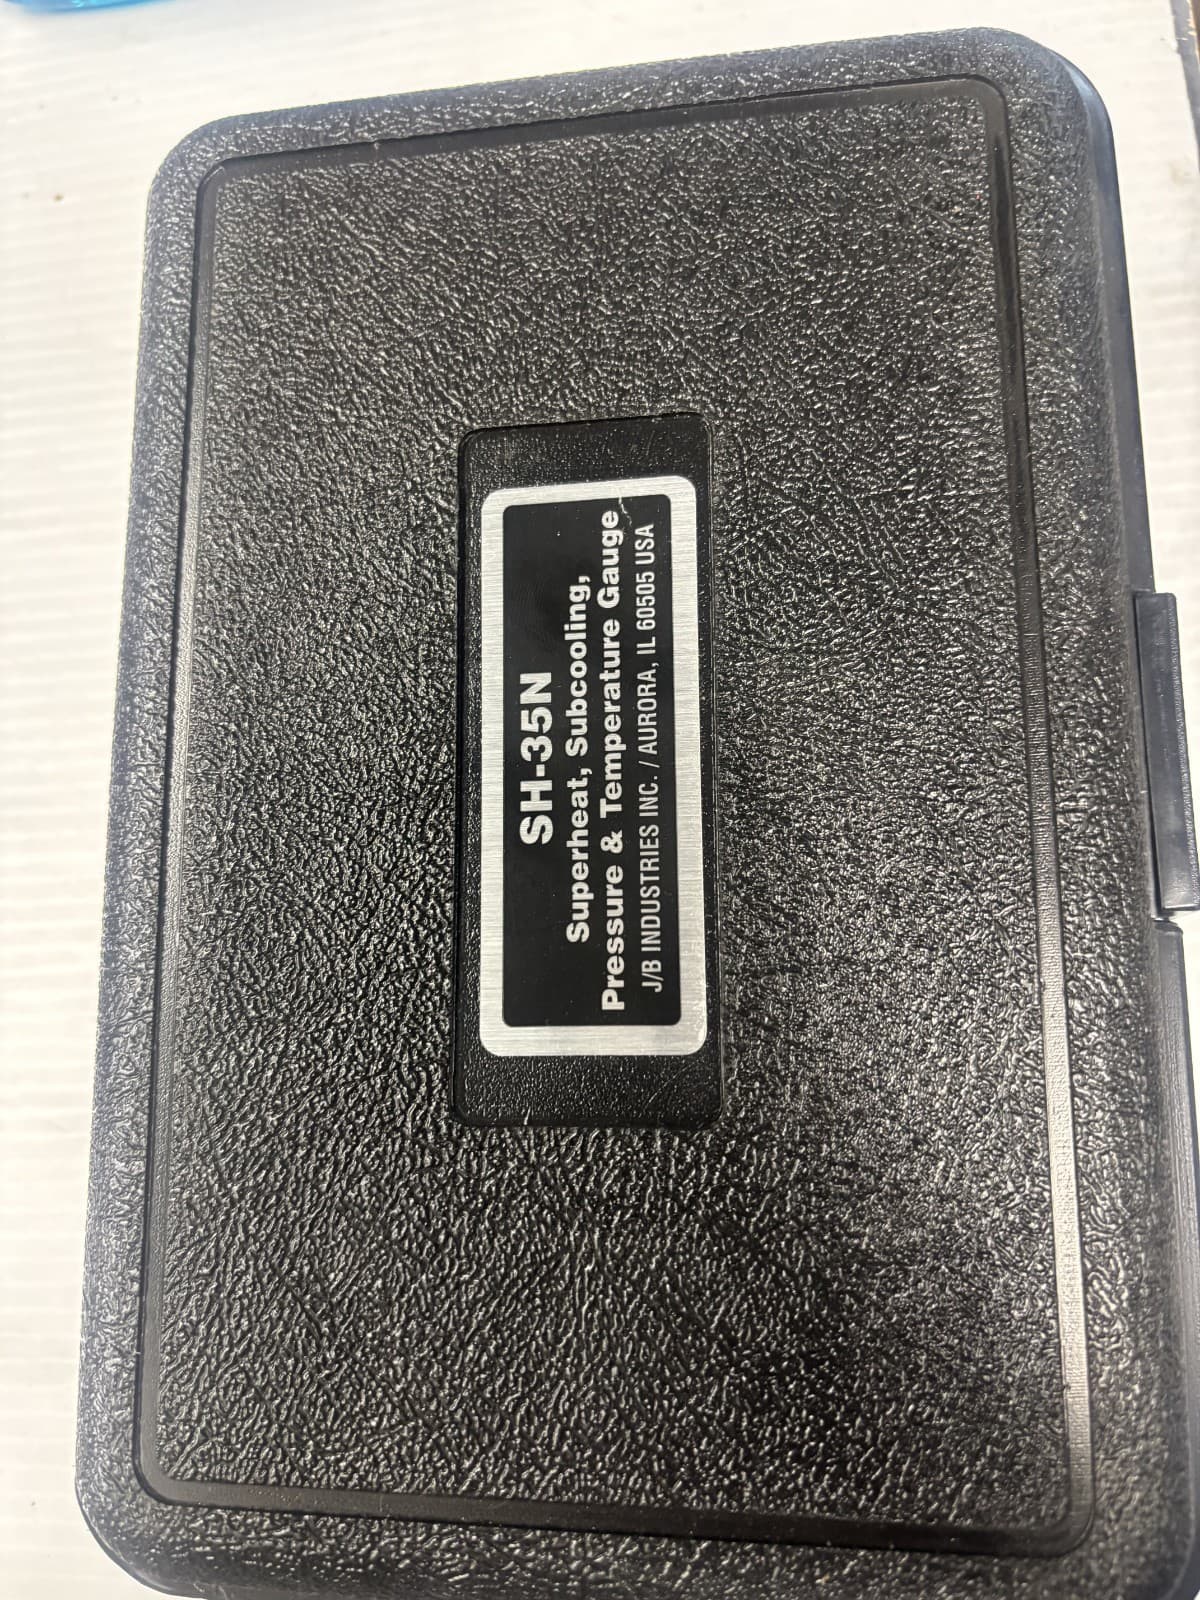 SH-35N
Superheat, Subcooling,
Pressure & Temperature Gauge
J/B INDUSTRIES INC. / AURORA, IL 60505 USA